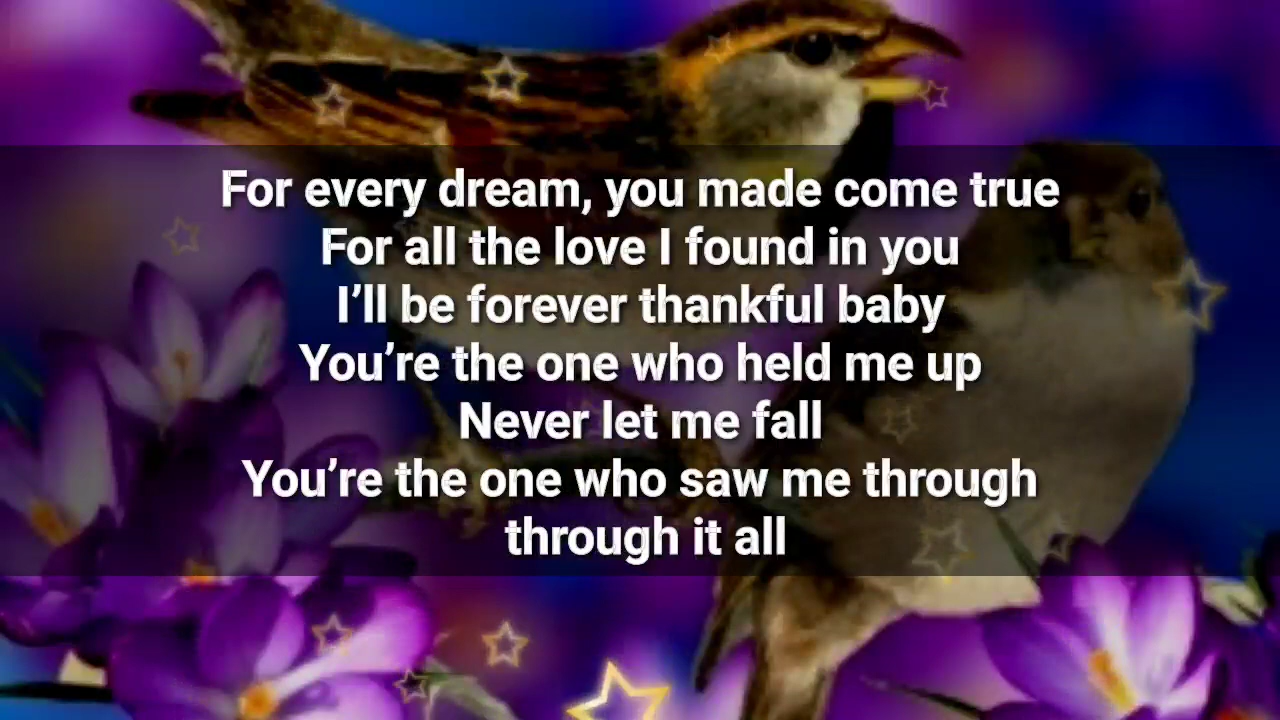 For every dream, you made come true
For all the love I found in you
I’ll be forever thankful baby
You’re the one who held me up
Never let me fall
You’re the one who saw me through
through it all